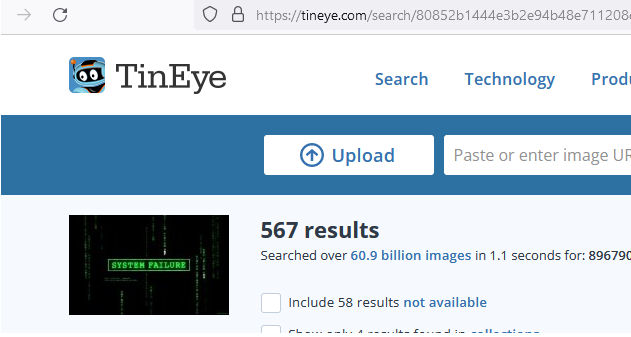 https://tineye.com/search/80852b1444e3b2e94b48e711208
TinEye
Search Technology Produ
Upload Paste or enter image UR
SYSTEM FAILURE
567 results
Searched over 60.9 billion images in 1.1 seconds for: 896790
Include 58 results not available
Show only 4 results found in collections